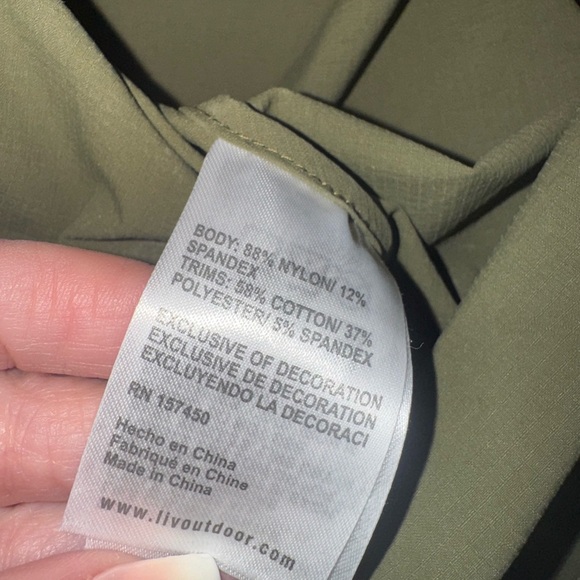 BODY: 88% NYLON/ 12%
SPANDEX
TRIMS: 58% COTTON/ 37%
POLYESTER/ 5% SPANDEX
EXCLUSIVE OF DECORATION
EXCLUSIVE DE DECORATION
EXCLUYENDO LA DECORACI
RN 157450
Hecho en China
Fabriqué en Chine
Made in China
www.livoutdoor.com